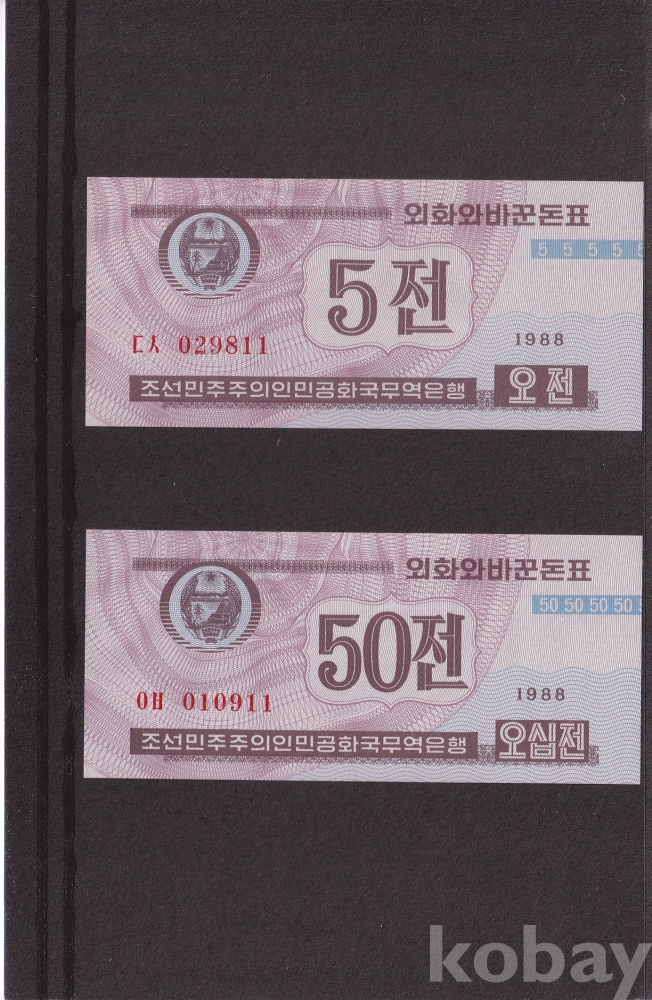 외화와바꾼돈표
5 5 5 5 5
5전
ㄷㅅ 029811
1988
조선민주주의인민공화국무역은행
오전
외화와바꾼돈표
50 50 50 50 5
50전
ㅇㅂ 010911
1988
조선민주주의인민공화국무역은행
오십전
kobay